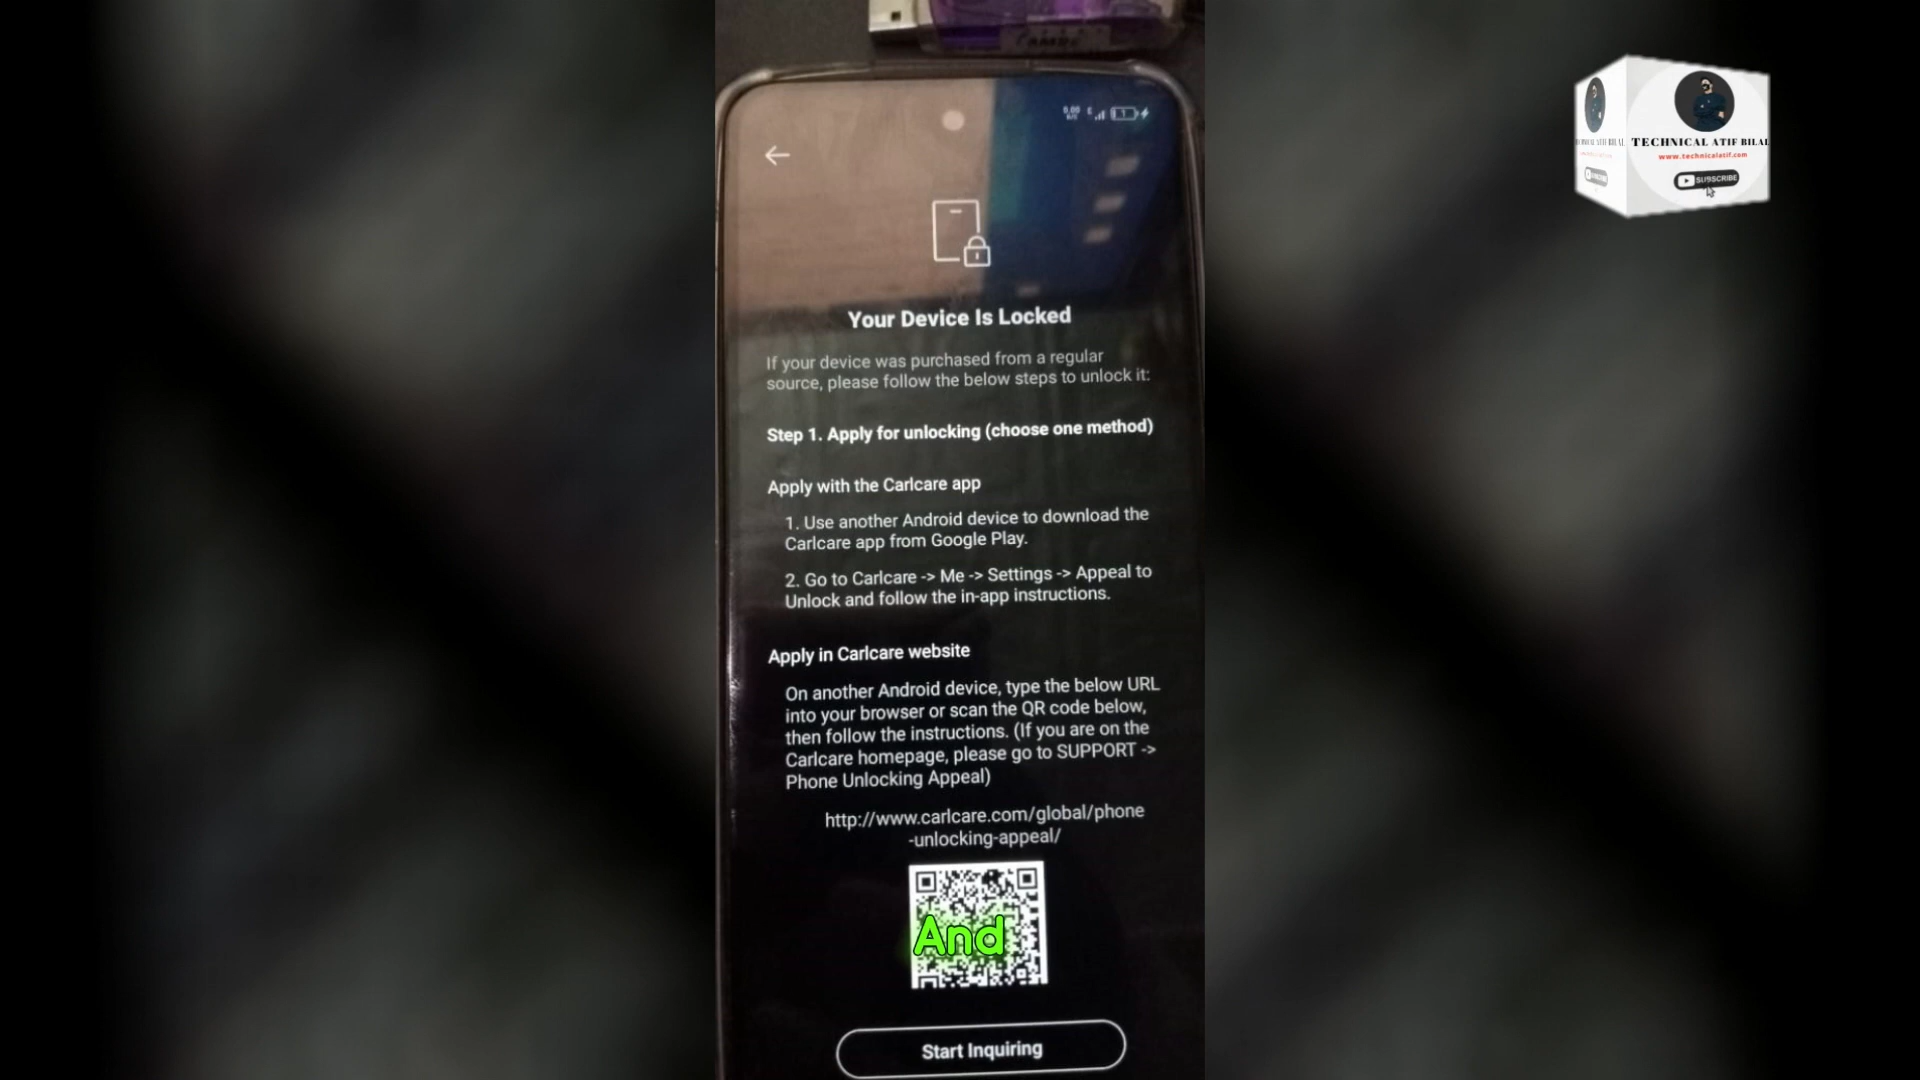 Your Device Is Locked
If your device was purchased from a regular
source, please follow the below steps to unlock it:
Step 1. Apply for unlocking (choose one method)
Apply with the Carlcare app
1. Use another Android device to download the
Carlcare app from Google Play.
2. Go to Carlcare -> Me -> Settings -> Appeal to
Unlock and follow the in-app instructions.
Apply in Carlcare website
On another Android device, type the below URL
into your browser or scan the QR code below,
then follow the instructions. (If you are on the
Carlcare homepage, please go to SUPPORT ->
Phone Unlocking Appeal)
http://www.carlcare.com/global/phone
-unlocking-appeal/
And
Start Inquiring
TECHNICAL ATIF BILAL
www.technicalatif.com
SUBSCRIBE